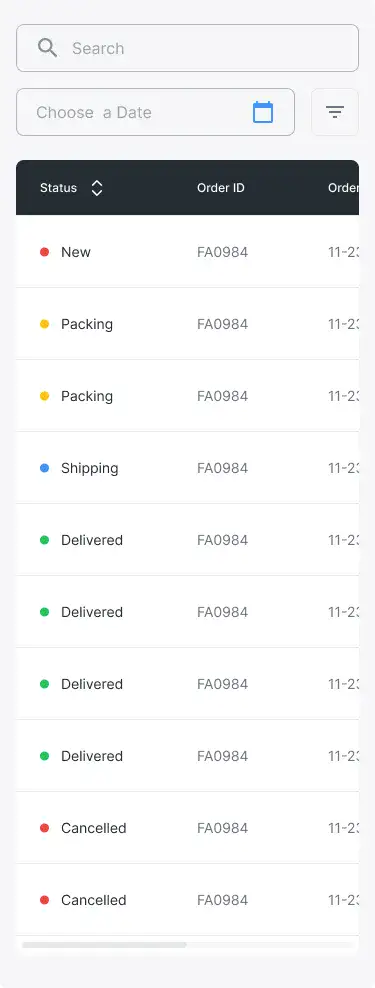 Search
Choose  a Date
Status Order ID Order
New FA0984 11-23
Packing FA0984 11-23
Packing FA0984 11-23
Shipping FA0984 11-23
Delivered FA0984 11-23
Delivered FA0984 11-23
Delivered FA0984 11-23
Delivered FA0984 11-23
Cancelled FA0984 11-23
Cancelled FA0984 11-23